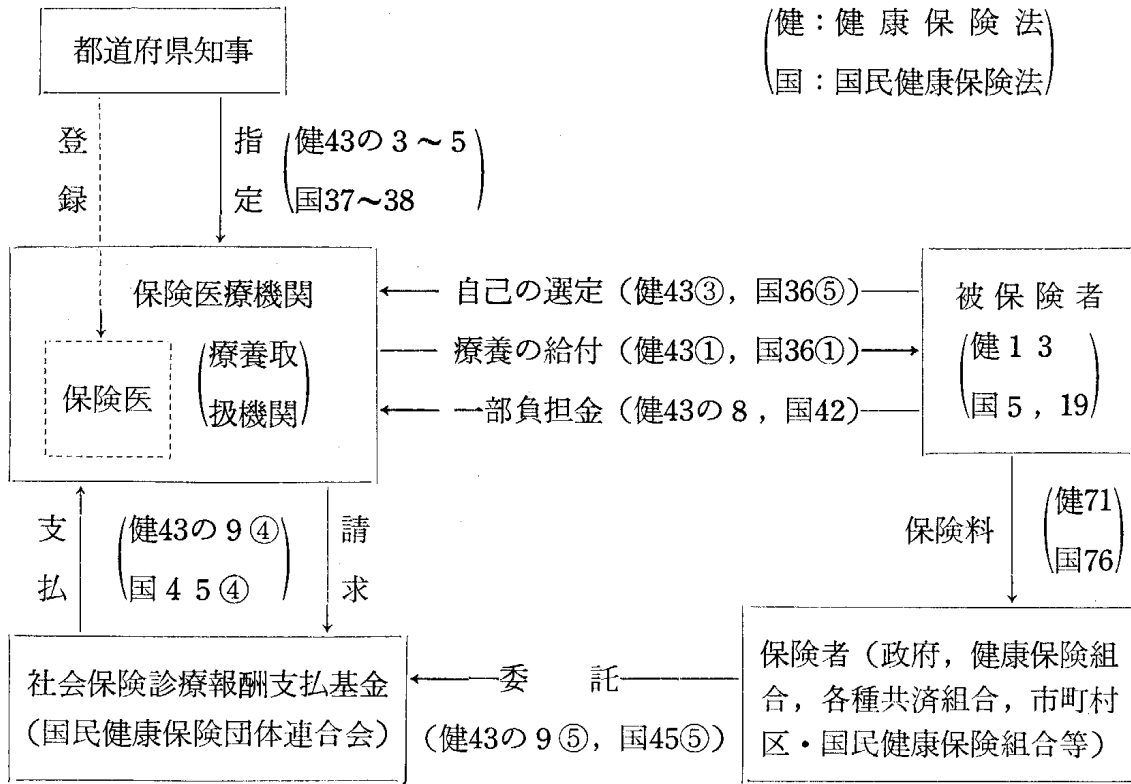 都道府県知事
健：健康保険法
国：国民健康保険法
登録
指定
健43の3～5
国37～38
保険医療機関
保険医
療養取
扱機関
自己の選定（健43③，国36⑤）
療養の給付（健43①，国36①）
一部負担金（健43の8，国42）
被保険者
健13
国5，19
支払
健43の9④
国45④
請求
保険料
健71
国76
社会保険診療報酬支払基金
（国民健康保険団体連合会）
委託
（健43の9⑤，国45⑤）
保険者（政府，健康保険組
合，各種共済組合，市町村
区・国民健康保険組合等）